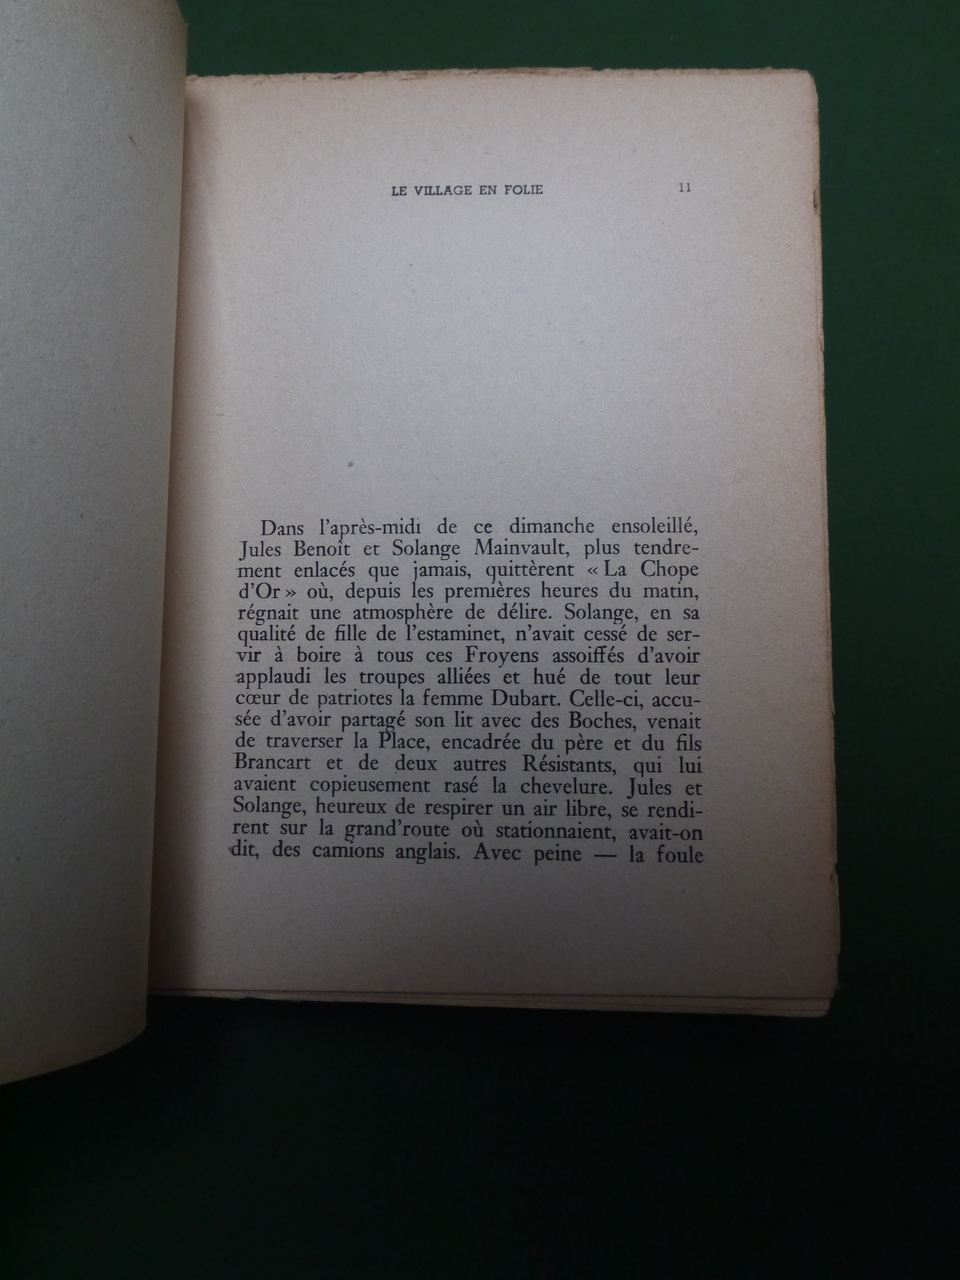 LE VILLAGE EN FOLIE 11
Dans l'après-midi de ce dimanche ensoleillé,
Jules Benoît et Solange Mainvault, plus tendre-
ment enlacés que jamais, quittèrent « La Chope
d'Or » où, depuis les premières heures du matin,
régnait une atmosphère de délire. Solange, en sa
qualité de fille de l'estaminet, n'avait cessé de ser-
vir à boire à tous ces Froyens assoiffés d'avoir
applaudi les troupes alliées et hué de tout leur
cœur de patriotes la femme Dubart. Celle-ci, accu-
sée d'avoir partagé son lit avec des Boches, venait
de traverser la Place, encadrée du père et du fils
Brancart et de deux autres Résistants, qui lui
avaient copieusement rasé la chevelure. Jules et
Solange, heureux de respirer un air libre, se rendi-
rent sur la grand'route où stationnaient, avait-on
dit, des camions anglais. Avec peine — la foule